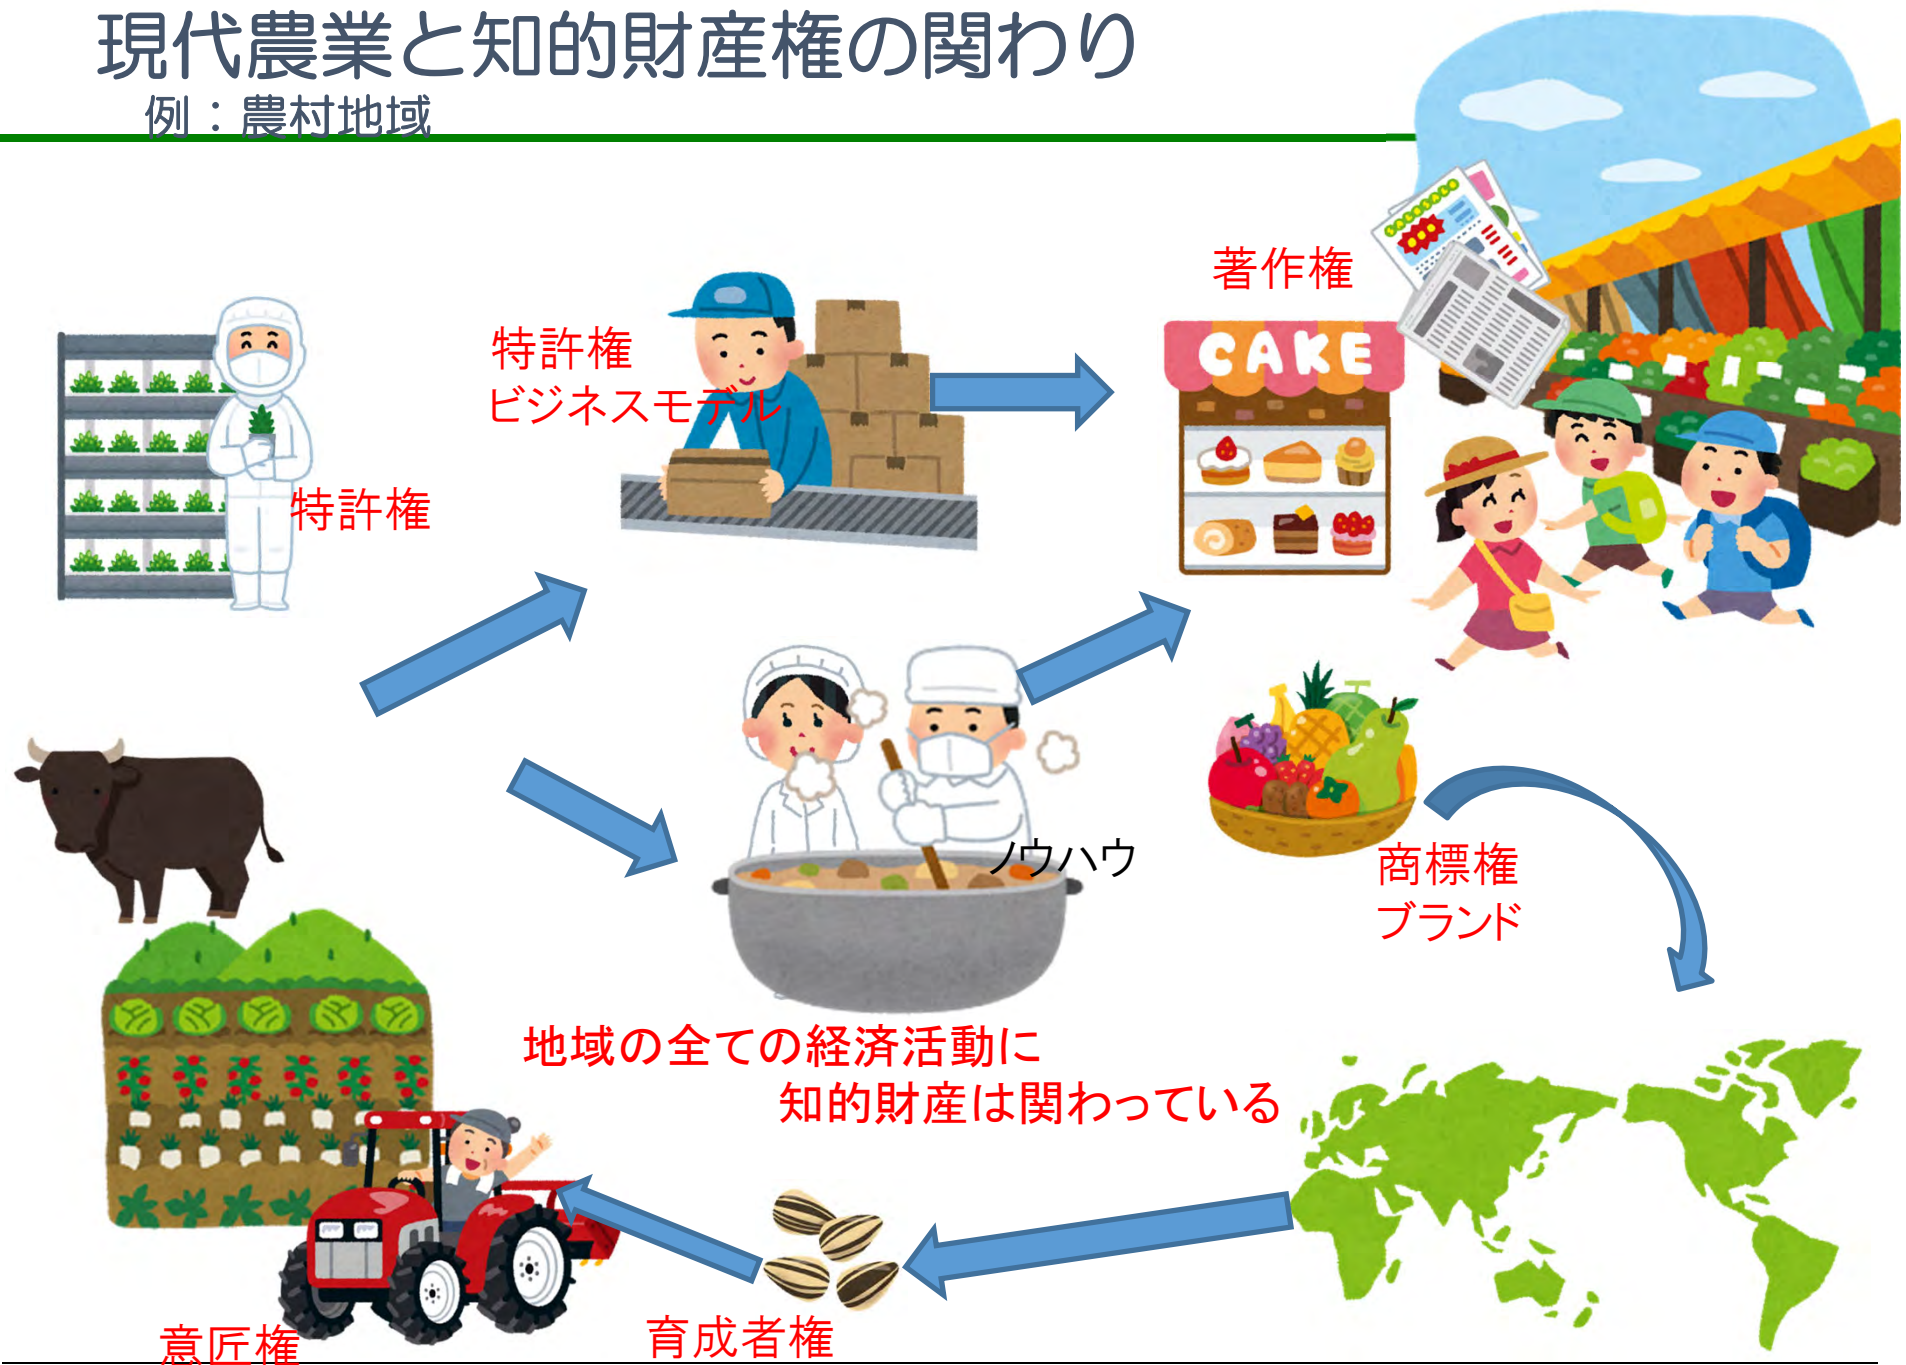 現代農業と知的財産権の関わり
例：農村地域
著作権
特許権
ビジネスモデル
CAKE
特許権
ノウハウ
商標権
ブランド
地域の全ての経済活動に
知的財産は関わっている
育成者権
意匠権